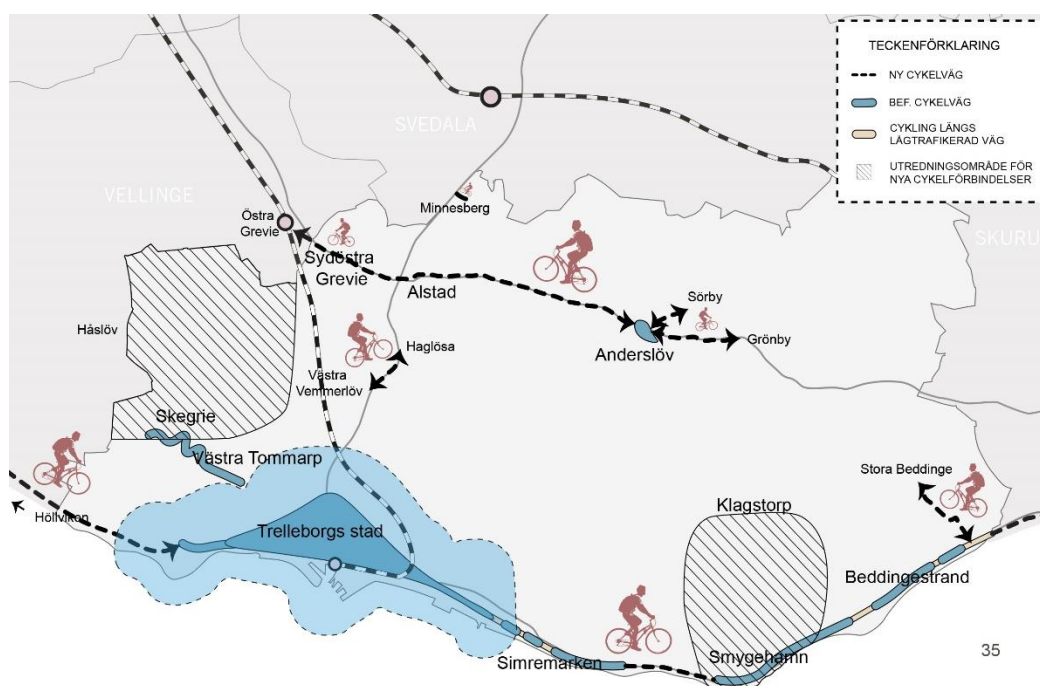 TECKENFÖRKLARING
NY CYKELVÄG
BEF. CYKELVÄG
CYKLING LÄNGS
LÅGTRAFIKERAD VÄG
UTREDNINGSOMRÅDE FÖR
NYA CYKELFÖRBINDELSER
SVEDALA
VELLINGE
SKURU
Minnesberg
Östra
Grevie
Sydöstra
Grevie
Alstad
Sörby
Håslöv
Haglösa
Anderslöv
Grönby
Västra
Vemmerlöv
Skegrie
Västra Tommarp
Stora Beddinge
Klagstorp
Höllviken
Trelleborgs stad
Beddingestrand
Simremarken
Smygehamn
35